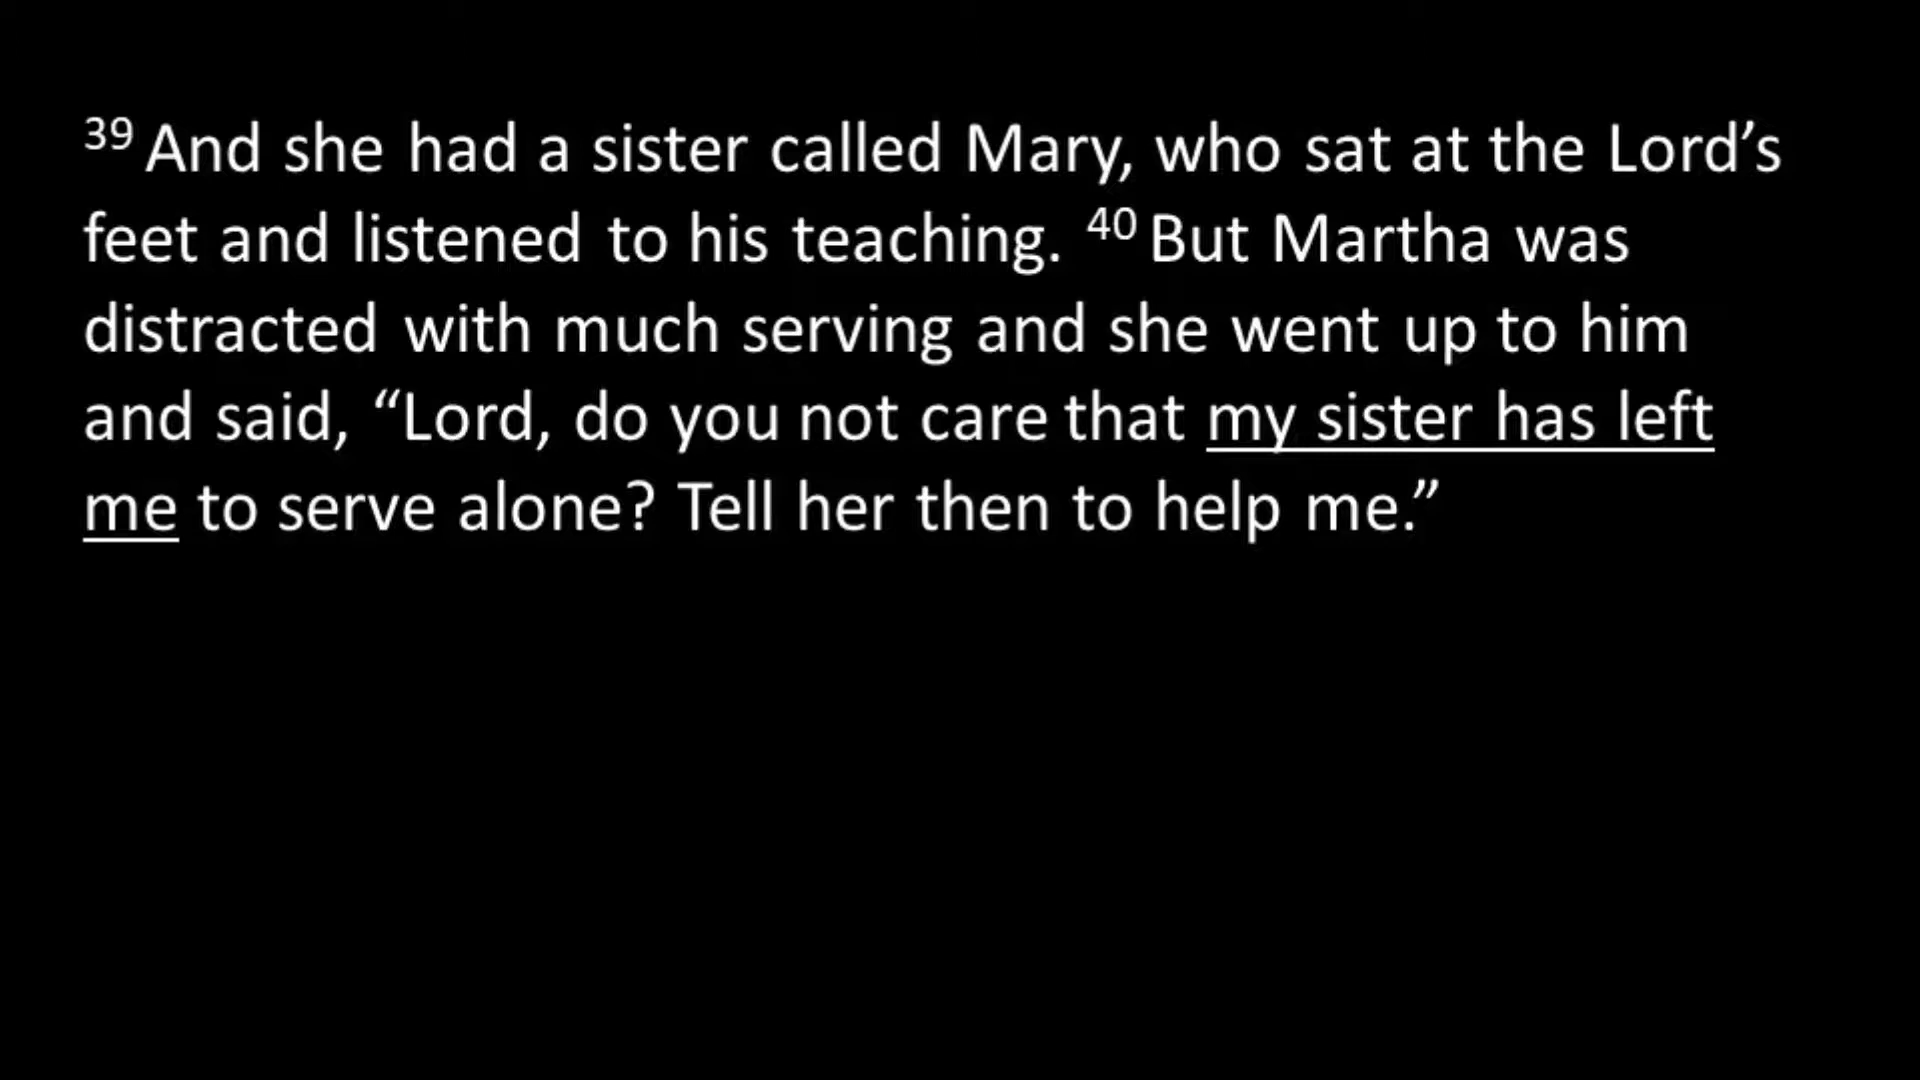 39 And she had a sister called Mary, who sat at the Lord’s
feet and listened to his teaching. 40 But Martha was
distracted with much serving and she went up to him
and said, “Lord, do you not care that my sister has left
me to serve alone? Tell her then to help me.”